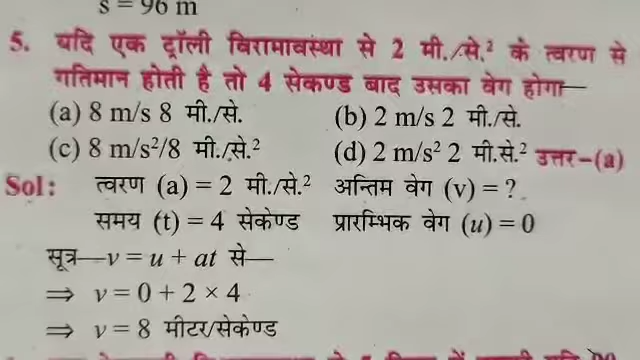 s = 96 m
5. यदि एक ट्रॉली विरामावस्था से 2 मी./से.² के त्वरण से
गतिमान होती है तो 4 सेकण्ड बाद उसका वेग होगा—
(a) 8 m/s 8 मी./से. (b) 2 m/s 2 मी./से.
(c) 8 m/s²/8 मी./से.² (d) 2 m/s² 2 मी.से.² उत्तर–(a)
Sol: त्वरण (a) = 2 मी./से.² अन्तिम वेग (v) = ?
समय (t) = 4 सेकेण्ड प्रारम्भिक वेग (u) = 0
सूत्र—v = u + at से—
⇒ v = 0 + 2 × 4
⇒ v = 8 मीटर/सेकेण्ड